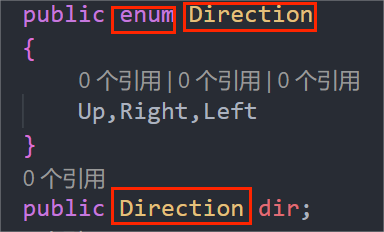 public enum Direction
{
0 个引用 | 0 个引用 | 0 个引用
Up,Right,Left
}
0 个引用
public Direction dir;